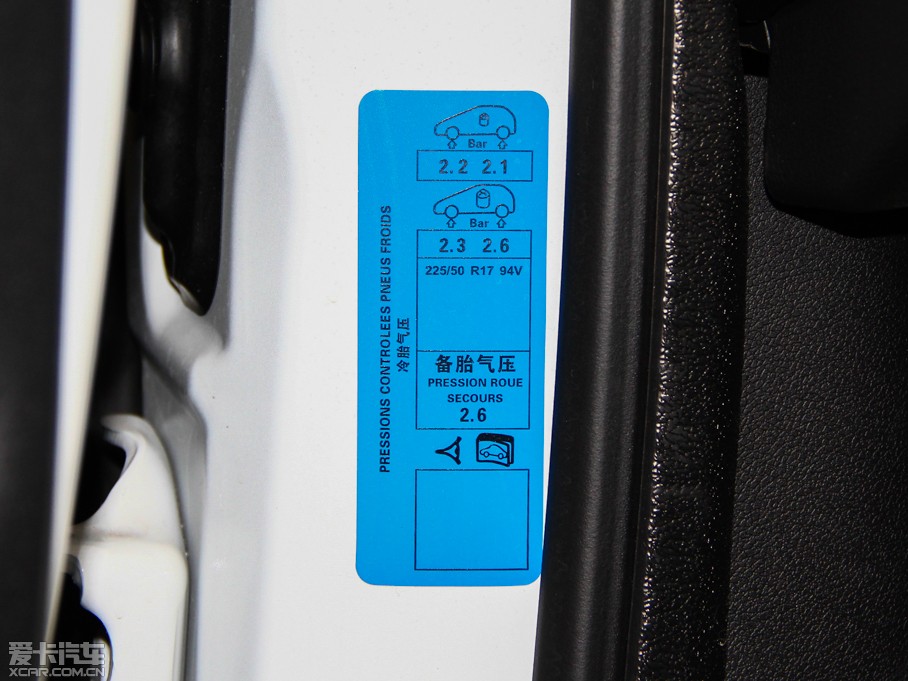 Bar
2.2 2.1
Bar
2.3 2.6
225/50 R17 94V
PRESSIONS CONTROLEES PNEUS FROIDS
冷胎气压
备胎气压
PRESSION ROUE
SECOURS
2.6
爱卡汽车
XCAR.COM.CN